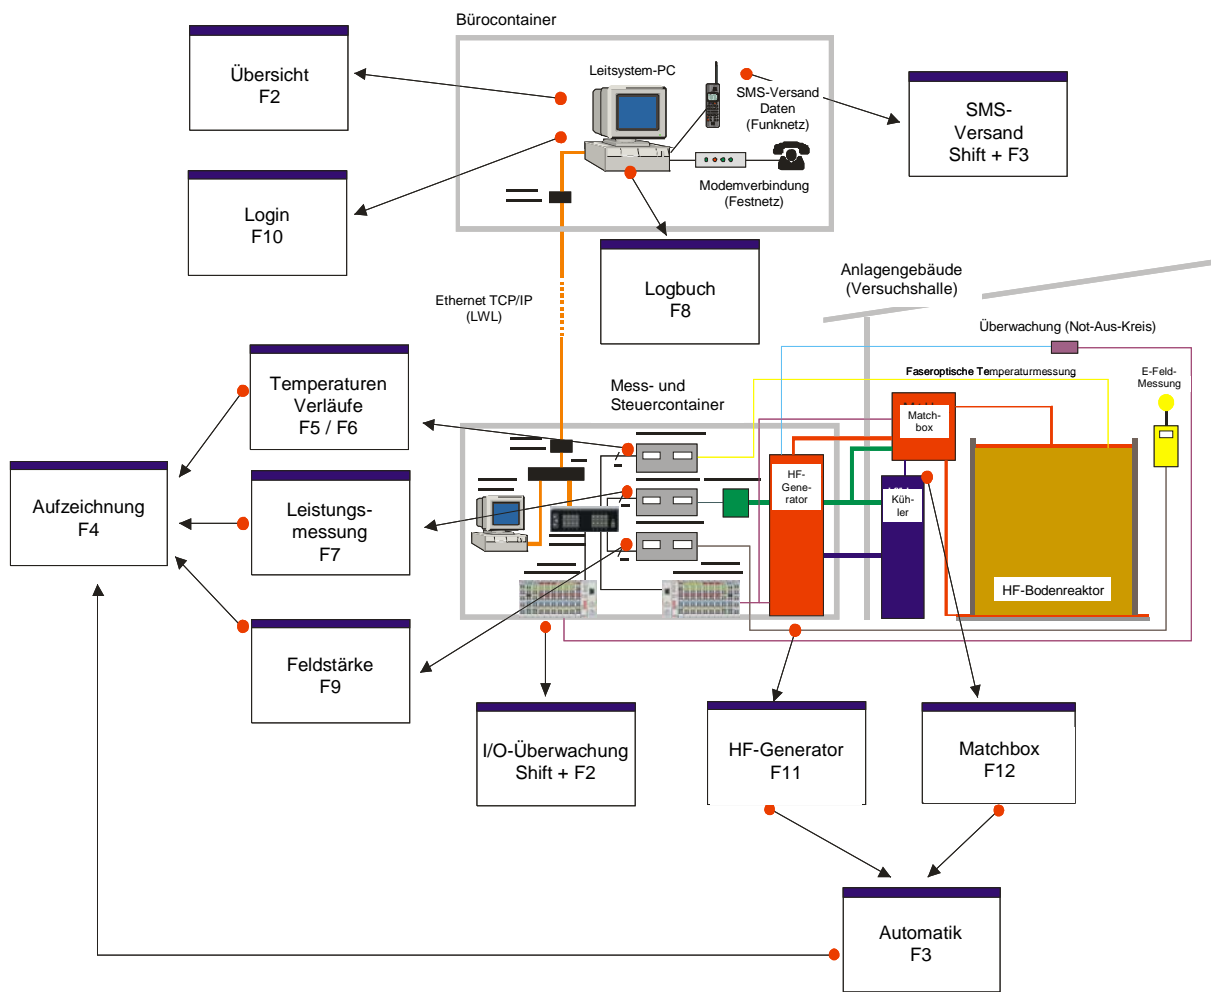 Bürocontainer
Übersicht
F2
Leitsystem-PC
SMS-Versand
Daten
(Funknetz)
SMS-
Versand
Shift + F3
Login
F10
Modemverbindung
(Festnetz)
Logbuch
F8
Anlagengebäude
(Versuchshalle)
Ethernet TCP/IP
(LWL)
Überwachung (Not-Aus-Kreis)
Temperaturen
Verläufe
F5 / F6
Mess- und
Steuercontainer
Faseroptische Temperaturmessung
E-Feld-
Messung
Match-
box
HF-
Gene-
rator
Küh-
ler
Aufzeichnung
F4
Leistungs-
messung
F7
HF-Bodenreaktor
Feldstärke
F9
I/O-Überwachung
Shift + F2
HF-Generator
F11
Matchbox
F12
Automatik
F3